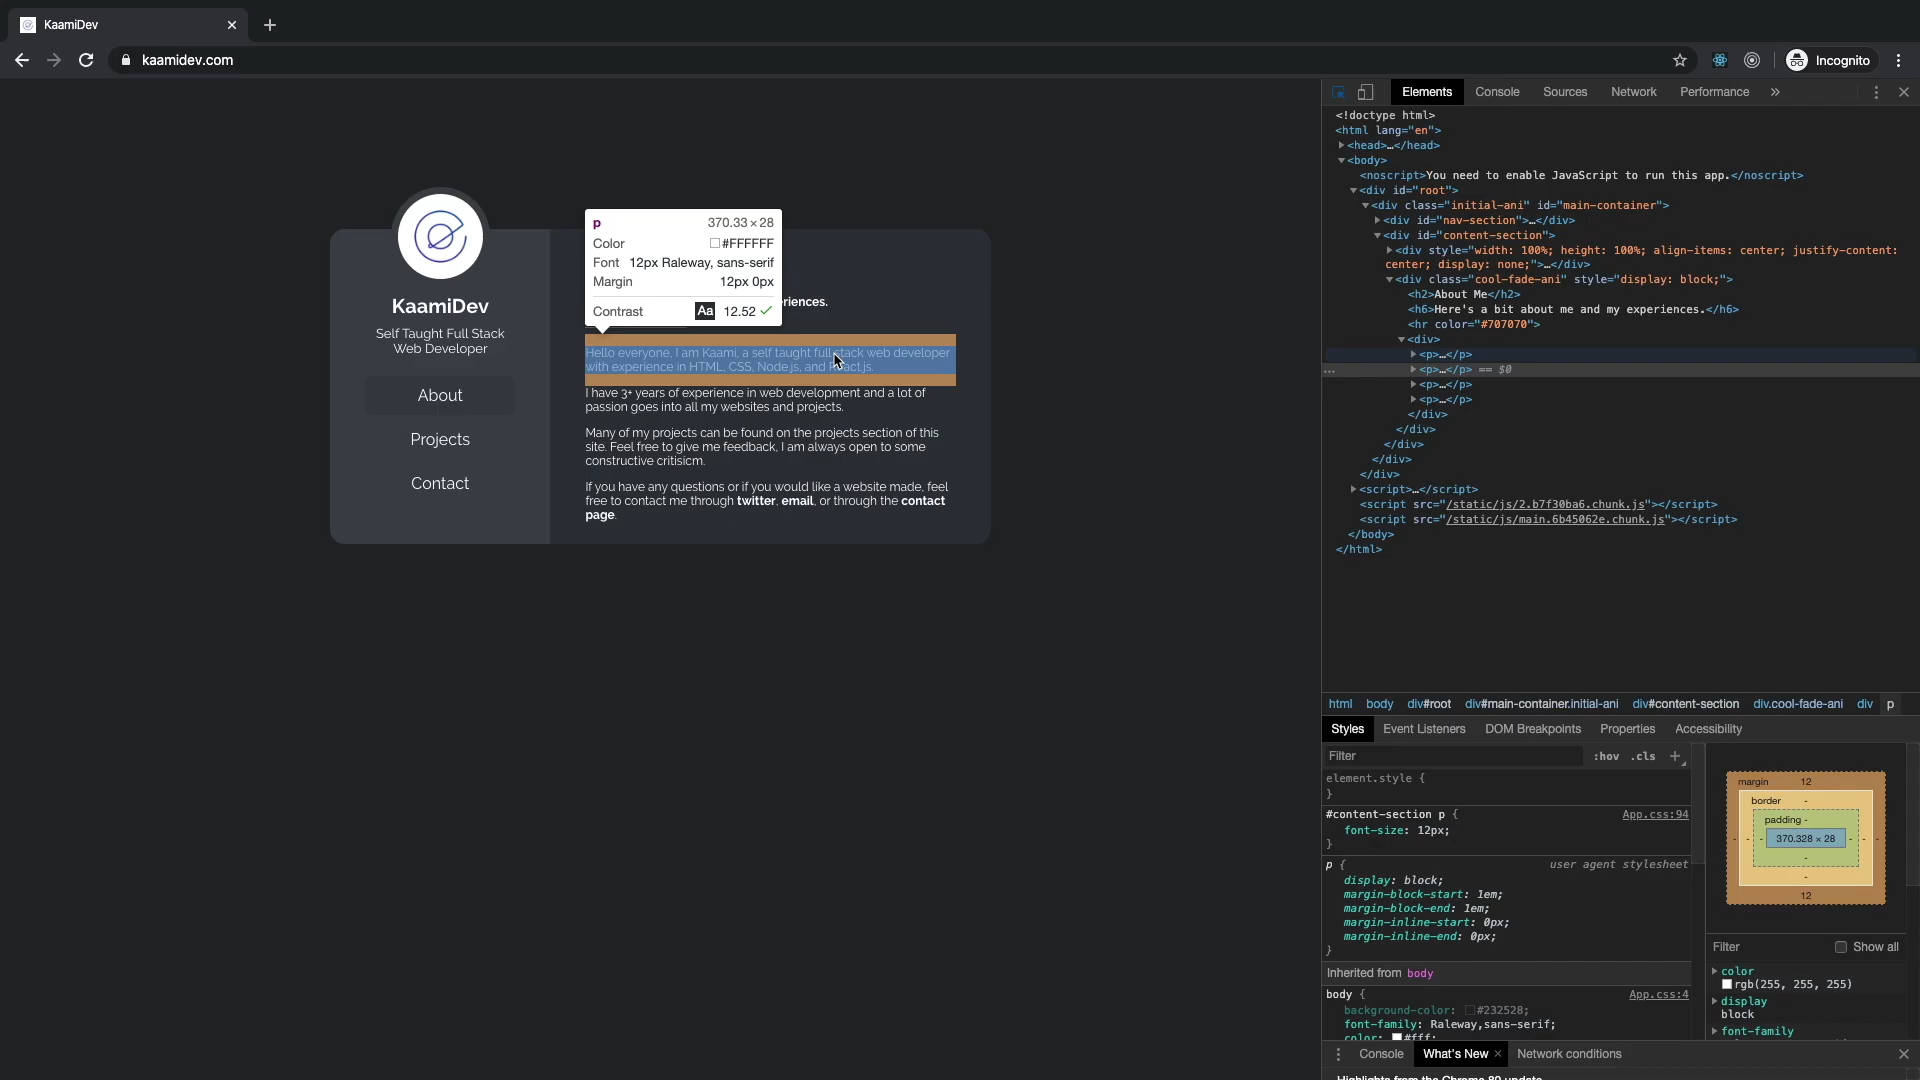 KaamiDev
kaamidev.com
Incognito
KaamiDev
Self Taught Full Stack
Web Developer
About
Projects
Contact
p 370.33 × 28
Color #FFFFFF
Font 12px Raleway, sans-serif
Margin 12px 0px
Contrast Aa 12.52
riences.
Hello everyone, I am Kaami, a self taught full stack web developer
with experience in HTML, CSS, Node.js, and React.js.
I have 3+ years of experience in web development and a lot of
passion goes into all my websites and projects.
Many of my projects can be found on the projects section of this
site. Feel free to give me feedback, I am always open to some
constructive critisicm.
If you have any questions or if you would like a website made, feel
free to contact me through twitter, email, or through the contact
page.
Elements Console Sources Network Performance »
<!doctype html>
<html lang="en">
<head>…</head>
<body>
<noscript>You need to enable JavaScript to run this app.</noscript>
<div id="root">
<div class="initial-ani" id="main-container">
<div id="nav-section">…</div>
<div id="content-section">
<div style="width: 100%; height: 100%; align-items: center; justify-content:
center; display: none;">…</div>
<div class="cool-fade-ani" style="display: block;">
<h2>About Me</h2>
<h6>Here's a bit about me and my experiences.</h6>
<hr color="#707070">
<div>
<p>…</p>
… <p>…</p> == $0
<p>…</p>
<p>…</p>
</div>
</div>
</div>
</div>
</div>
<script>…</script>
<script src="/static/js/2.b7f30ba6.chunk.js"></script>
<script src="/static/js/main.6b45062e.chunk.js"></script>
</body>
</html>
html body div#root div#main-container.initial-ani div#content-section div.cool-fade-ani div p
Styles Event Listeners DOM Breakpoints Properties Accessibility
Filter :hov .cls +
element.style {
}
#content-section p { App.css:94
font-size: 12px;
}
p { user agent stylesheet
display: block;
margin-block-start: 1em;
margin-block-end: 1em;
margin-inline-start: 0px;
margin-inline-end: 0px;
}
Inherited from body
body { App.css:4
background-color: #232528;
font-family: Raleway,sans-serif;
color: #fff;
margin 12
border -
padding -
- - - 370.328 × 28 - - -
-
-
12
Filter Show all
color
rgb(255, 255, 255)
display
block
font-family
Console What's New × Network conditions
Highlights from the Chrome 80 update